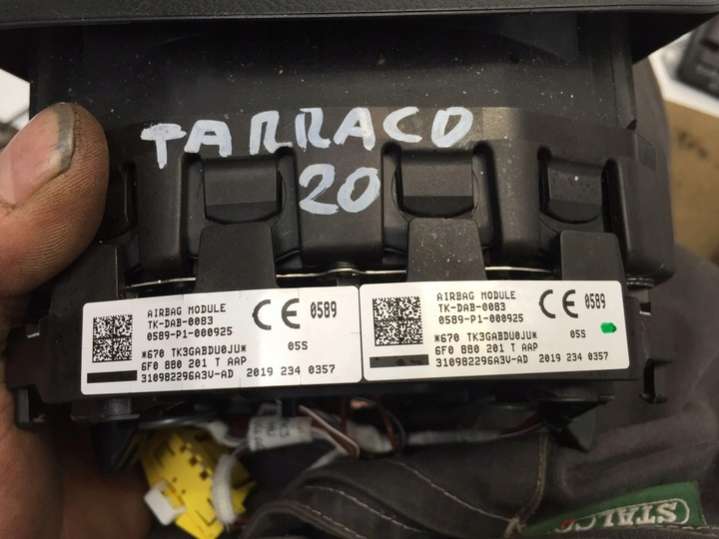 TARRACO
20
AIRBAG MODULE
TK-DAB-0083
0589-P1-000925
CE 0589
*670 TK3GABDU0JU*
05S
6F0 880 201 T AAP
310982296A3V-AD 2019 234 0357
AIRBAG MODULE
TK-DAB-0083
0589-P1-000925
CE 0589
*670 TK3GABDU0JU*
05S
6F0 880 201 T AAP
310982296A3V-AD 2019 234 0357
STALCO